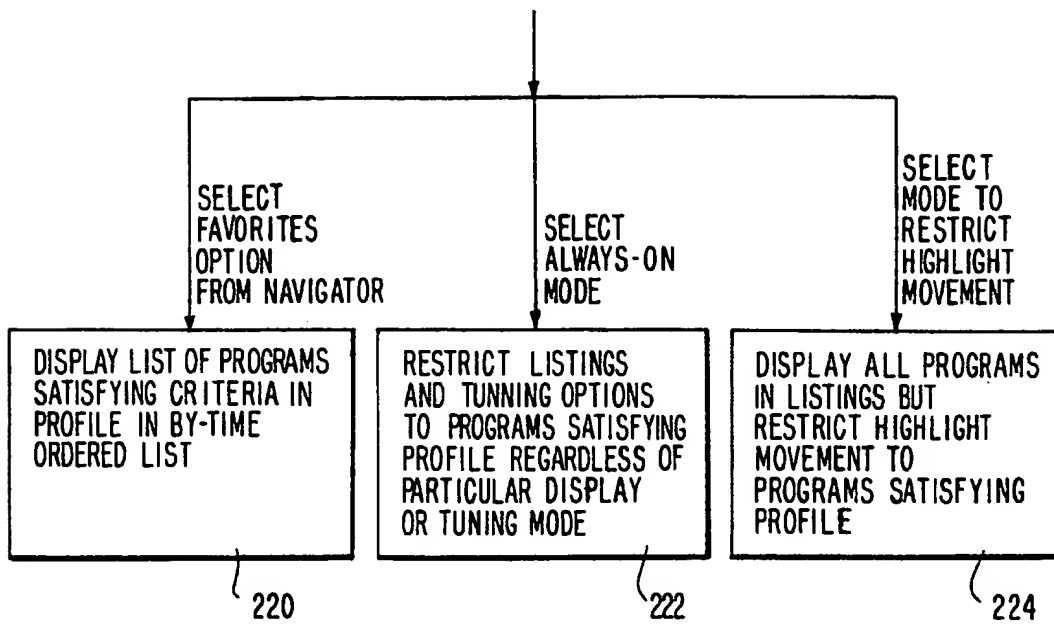 SELECT
FAVORITES
OPTION
FROM NAVIGATOR
SELECT
ALWAYS-ON
MODE
SELECT
MODE TO
RESTRICT
HIGHLIGHT
MOVEMENT
DISPLAY LIST OF PROGRAMS
SATISFYING CRITERIA IN
PROFILE IN BY-TIME
ORDERED LIST
RESTRICT LISTINGS
AND TUNNING OPTIONS
TO PROGRAMS SATISFYING
PROFILE REGARDLESS OF
PARTICULAR DISPLAY
OR TUNING MODE
DISPLAY ALL PROGRAMS
IN LISTINGS BUT
RESTRICT HIGHLIGHT
MOVEMENT TO
PROGRAMS SATISFYING
PROFILE
220
222
224